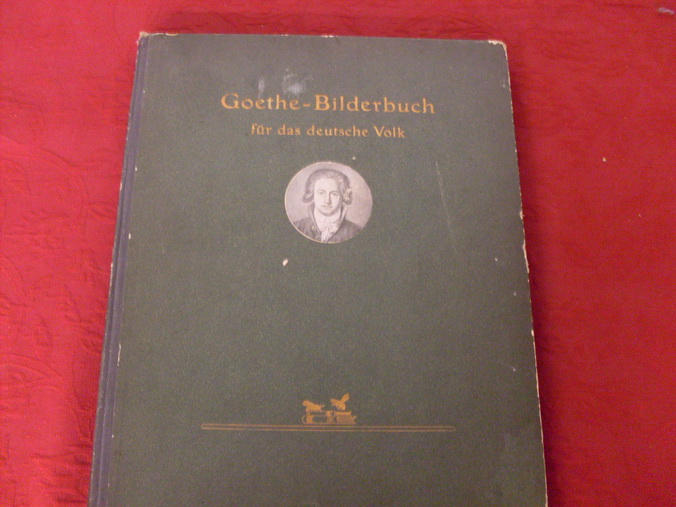 Goethe-Bilderbuch
für das deutsche Volk